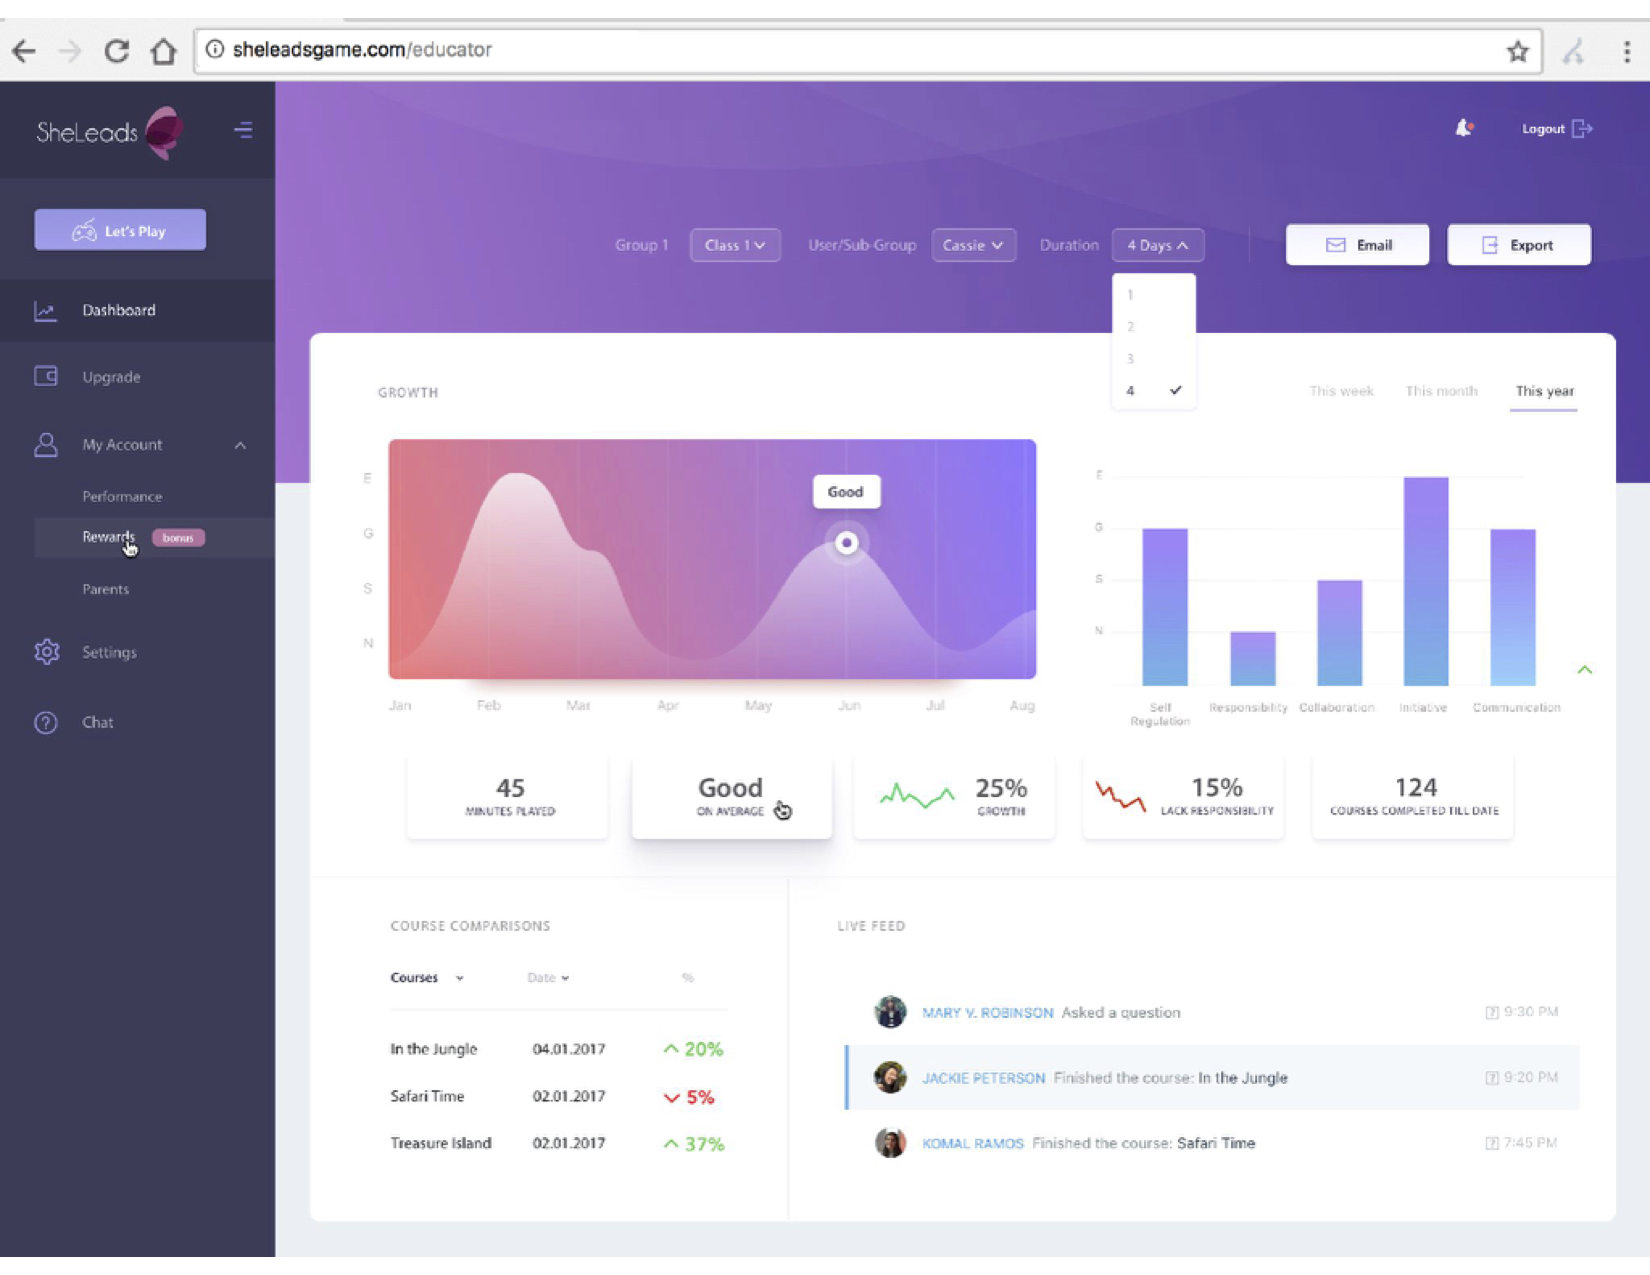 sheleadsgame.com/educator
SheLeads
Logout
Let's Play
Group 1 Class 1 User/Sub-Group Cassie Duration 4 Days Email Export
1
2
3
4
Dashboard
Upgrade
My Account
Performance
Rewards bonus
Parents
Settings
Chat
GROWTH
This week This month This year
E
G
S
N
Good
Jan Feb Mar Apr May Jun Jul Aug
E
G
S
N
Self Regulation
Responsibility
Collaboration
Initiative
Communication
45
MINUTES PLAYED
Good
ON AVERAGE
25%
GROWTH
15%
LACK RESPONSIBILITY
124
COURSES COMPLETED TILL DATE
COURSE COMPARISONS
Courses Date %
In the Jungle 04.01.2017 20%
Safari Time 02.01.2017 5%
Treasure Island 02.01.2017 37%
LIVE FEED
MARY V. ROBINSON Asked a question ? 9:30 PM
JACKIE PETERSON Finished the course: In the Jungle ? 9:20 PM
KOMAL RAMOS Finished the course: Safari Time ? 7:45 PM